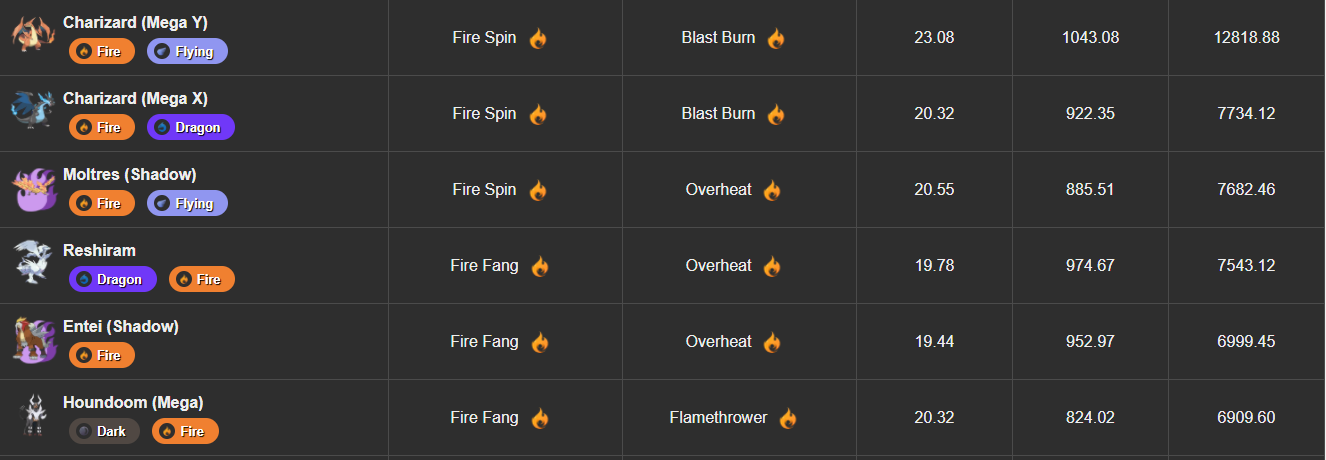 Charizard (Mega Y)
Fire Flying
Fire Spin Blast Burn 23.08 1043.08 12818.88
Charizard (Mega X)
Fire Dragon
Fire Spin Blast Burn 20.32 922.35 7734.12
Moltres (Shadow)
Fire Flying
Fire Spin Overheat 20.55 885.51 7682.46
Reshiram
Dragon Fire
Fire Fang Overheat 19.78 974.67 7543.12
Entei (Shadow)
Fire
Fire Fang Overheat 19.44 952.97 6999.45
Houndoom (Mega)
Dark Fire
Fire Fang Flamethrower 20.32 824.02 6909.60